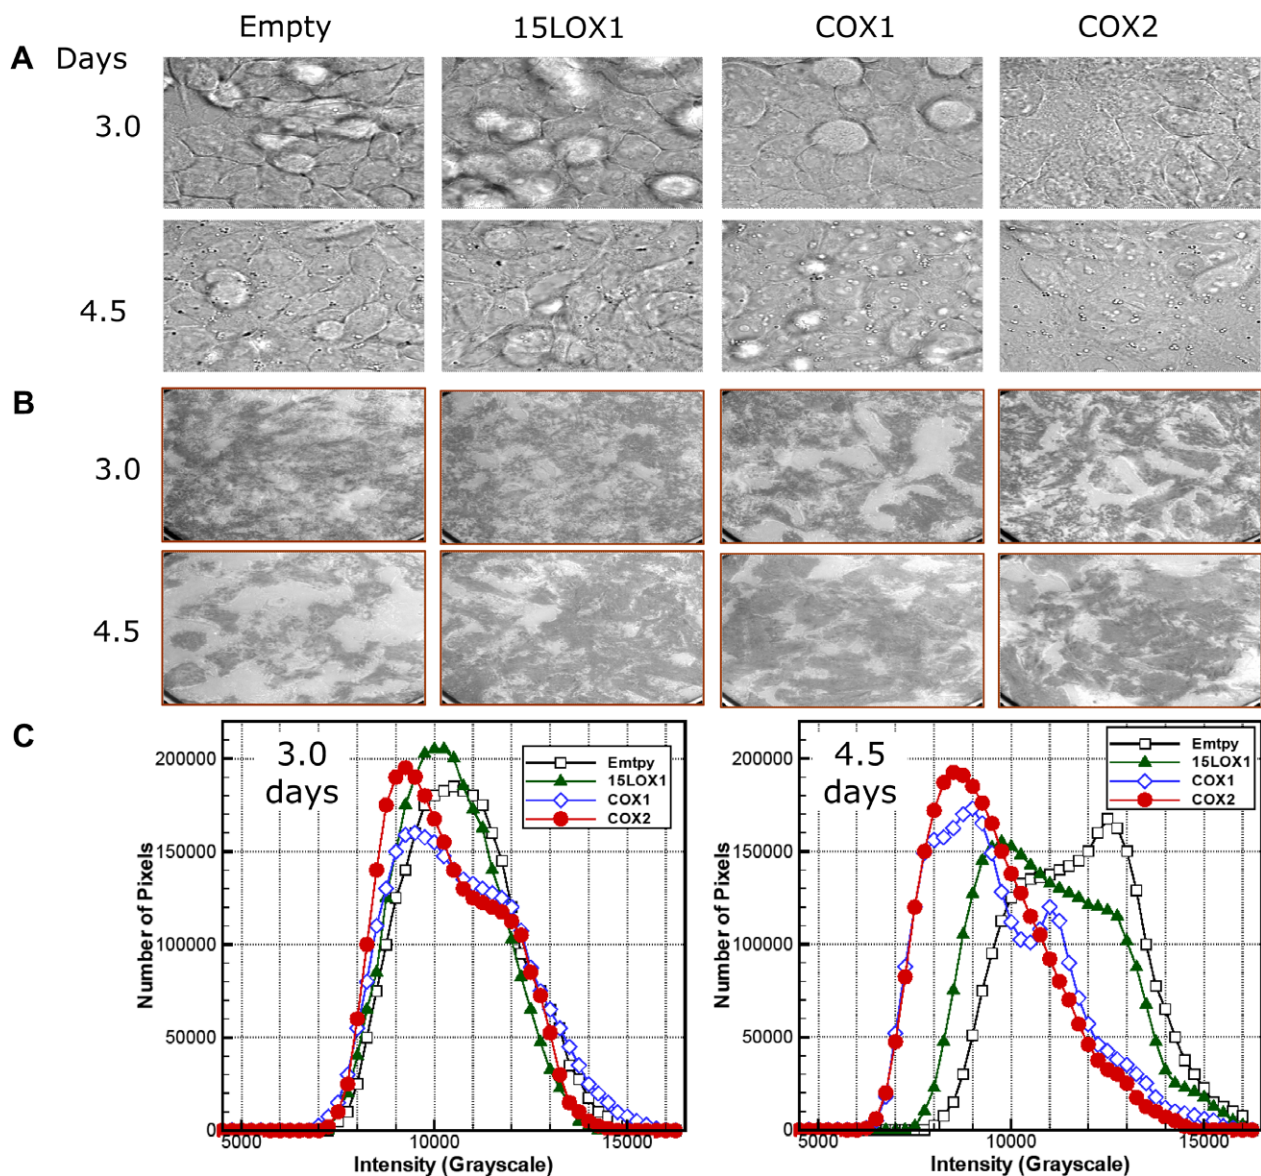 Empty 15LOX1 COX1 COX2
A Days
3.0
4.5
B
3.0
4.5
C
3.0 days
Emtpy
15LOX1
COX1
COX2
200000
150000
100000
50000
0
Number of Pixels
5000 10000 15000
Intensity (Grayscale)
4.5 days
Emtpy
15LOX1
COX1
COX2
200000
150000
100000
50000
0
Number of Pixels
5000 10000 15000
Intensity (Grayscale)